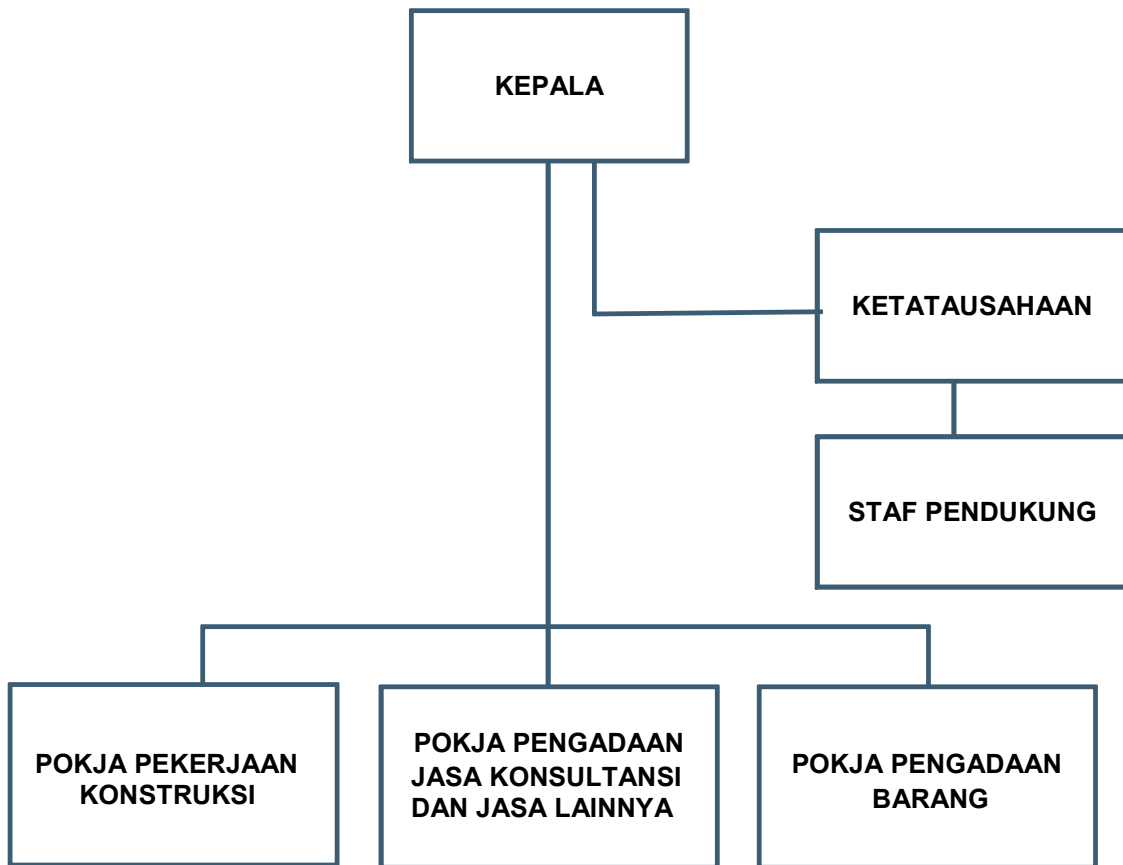 KEPALA
KETATAUSAHAAN
STAF PENDUKUNG
POKJA PEKERJAAN
KONSTRUKSI
POKJA PENGADAAN
JASA KONSULTANSI
DAN JASA LAINNYA
POKJA PENGADAAN
BARANG